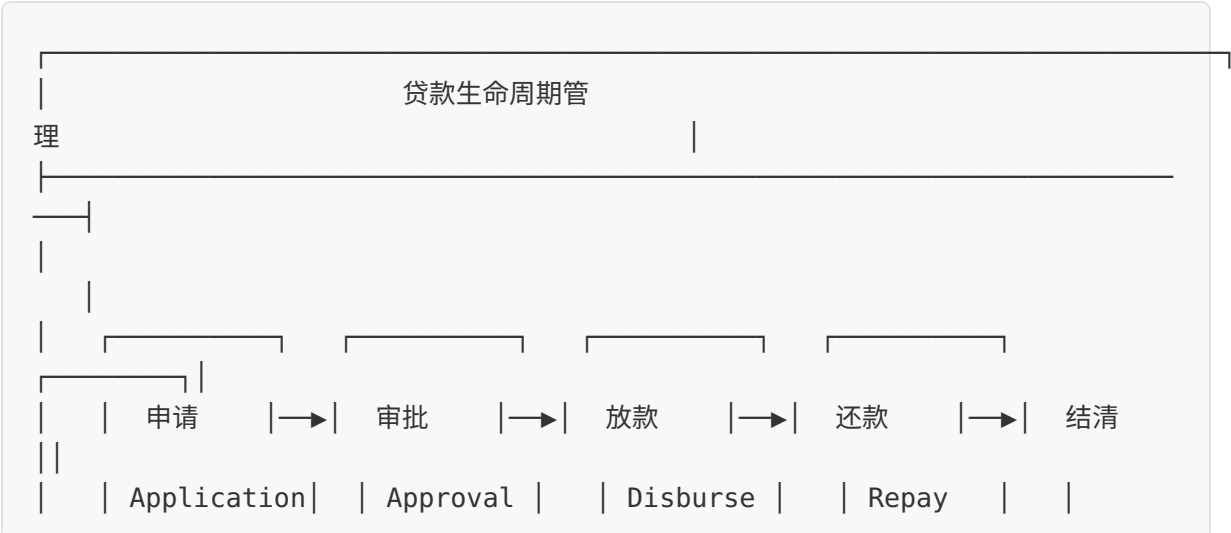 贷款生命周期管
理
申请 审批 放款 还款 结清
Application Approval Disburse Repay